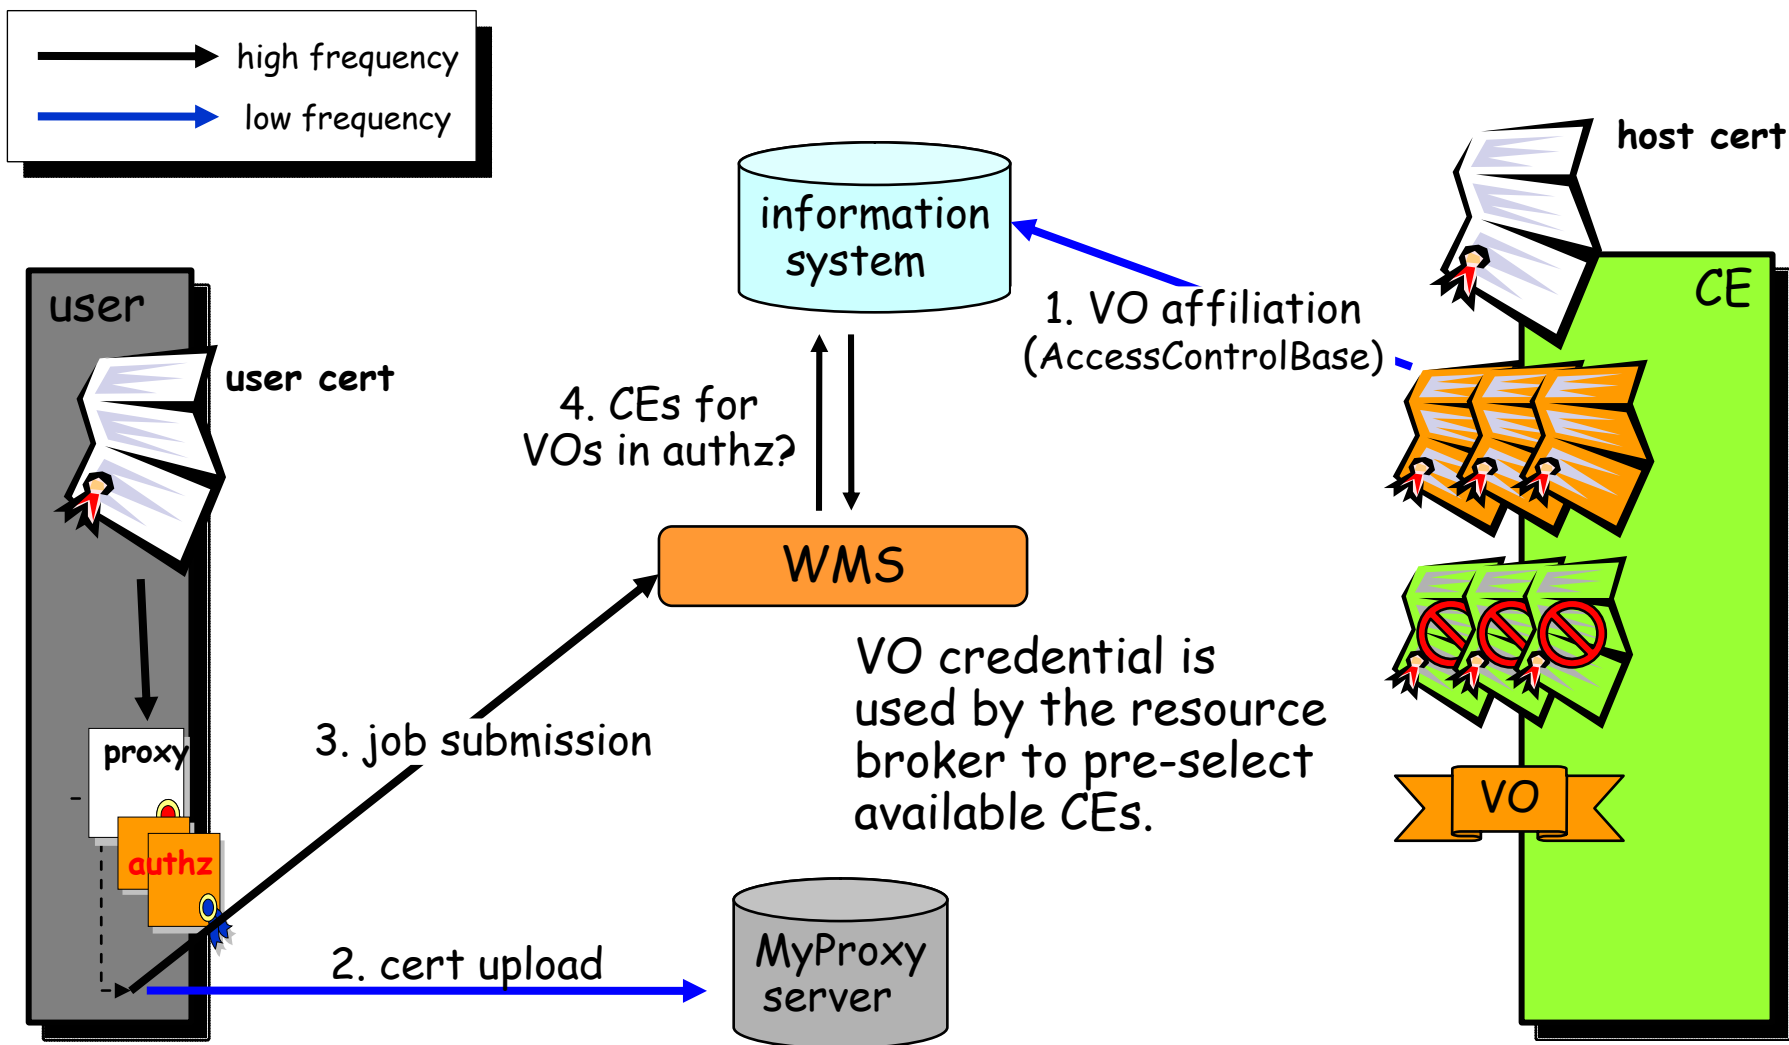 high frequency
low frequency
host cert
information
system
CE
user
1. VO affiliation
(AccessControlBase)
user cert
4. CEs for
VOs in authz?
WMS
VO credential is
used by the resource
broker to pre-select
available CEs.
3. job submission
proxy
VO
authz
2. cert upload
MyProxy
server